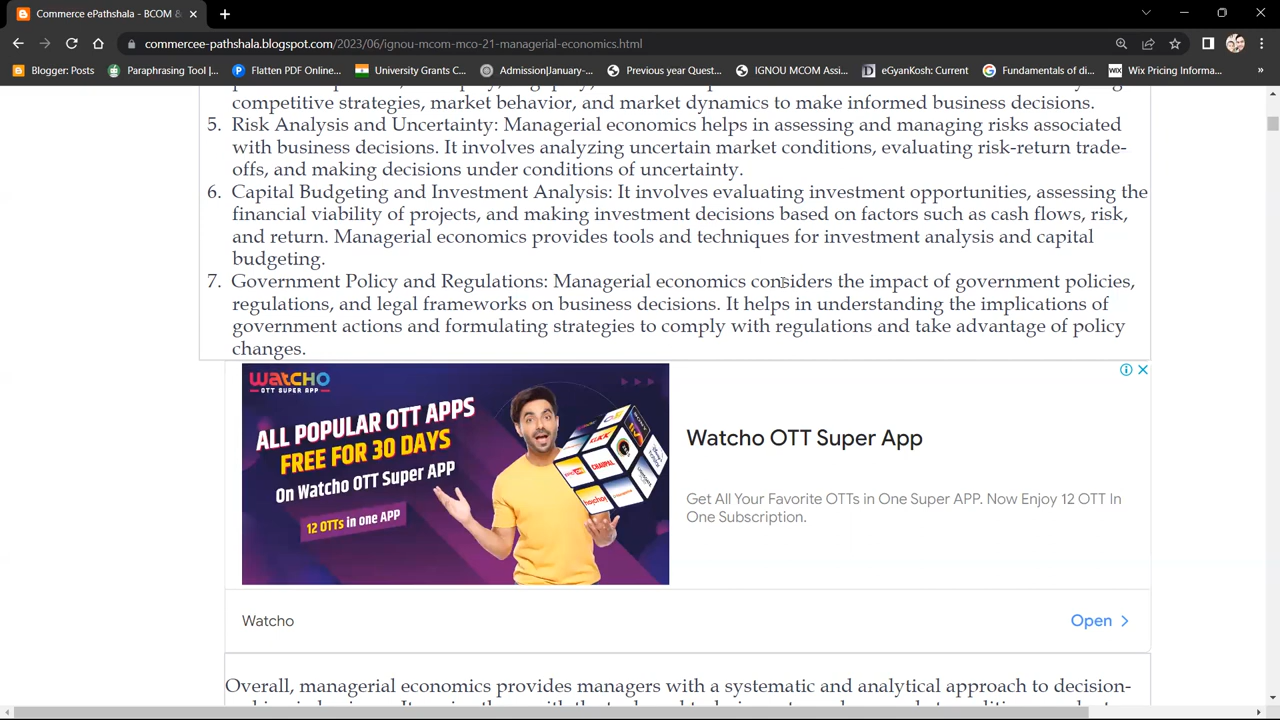 Commerce ePathshala - BCOM &
commercee-pathshala.blogspot.com/2023/06/ignou-mcom-mco-21-managerial-economics.html
Blogger: Posts
Paraphrasing Tool |...
Flatten PDF Online...
University Grants C...
Admission|January-...
Previous year Quest...
IGNOU MCOM Assi...
eGyanKosh: Current
Fundamentals of di...
Wix Pricing Informa...
»
competitive strategies, market behavior, and market dynamics to make informed business decisions.
5. Risk Analysis and Uncertainty: Managerial economics helps in assessing and managing risks associated
with business decisions. It involves analyzing uncertain market conditions, evaluating risk-return trade-
offs, and making decisions under conditions of uncertainty.
6. Capital Budgeting and Investment Analysis: It involves evaluating investment opportunities, assessing the
financial viability of projects, and making investment decisions based on factors such as cash flows, risk,
and return. Managerial economics provides tools and techniques for investment analysis and capital
budgeting.
7. Government Policy and Regulations: Managerial economics considers the impact of government policies,
regulations, and legal frameworks on business decisions. It helps in understanding the implications of
government actions and formulating strategies to comply with regulations and take advantage of policy
changes.
WATCHO
OTT SUPER APP
ALL POPULAR OTT APPS
FREE FOR 30 DAYS
On Watcho OTT Super App
12 OTTs in one APP
KLIKK
CHAUPAL
hoichoi
Watcho OTT Super App
Get All Your Favorite OTTs in One Super APP. Now Enjoy 12 OTT In
One Subscription.
Watcho
Open
Overall, managerial economics provides managers with a systematic and analytical approach to decision-